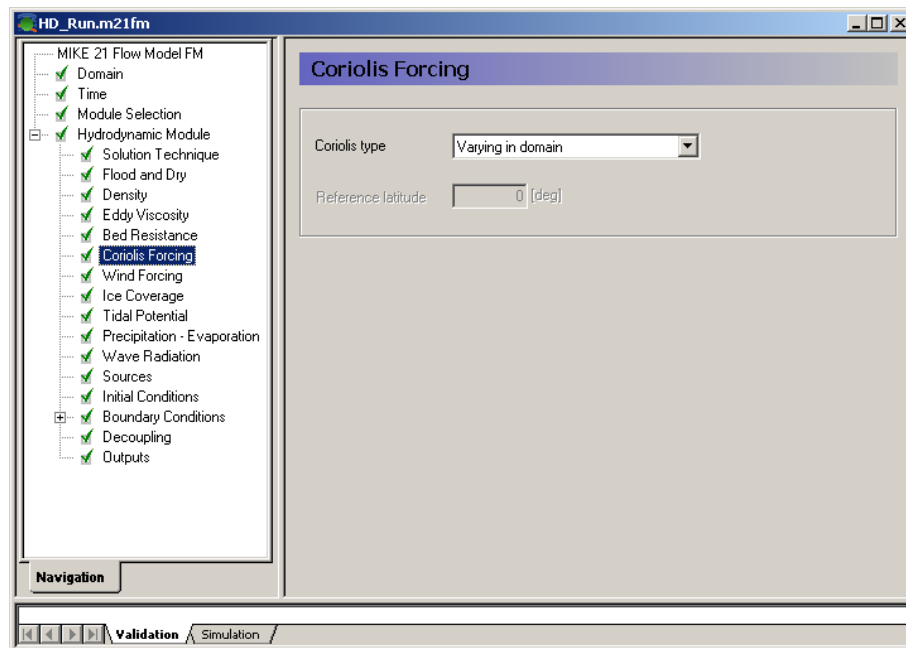 HD_Run.m21fm
MIKE 21 Flow Model FM
Domain
Time
Module Selection
Hydrodynamic Module
Solution Technique
Flood and Dry
Density
Eddy Viscosity
Bed Resistance
Coriolis Forcing
Wind Forcing
Ice Coverage
Tidal Potential
Precipitation - Evaporation
Wave Radiation
Sources
Initial Conditions
Boundary Conditions
Decoupling
Outputs
Navigation
Coriolis Forcing
Coriolis type Varying in domain
Reference latitude 0 [deg]
Validation Simulation